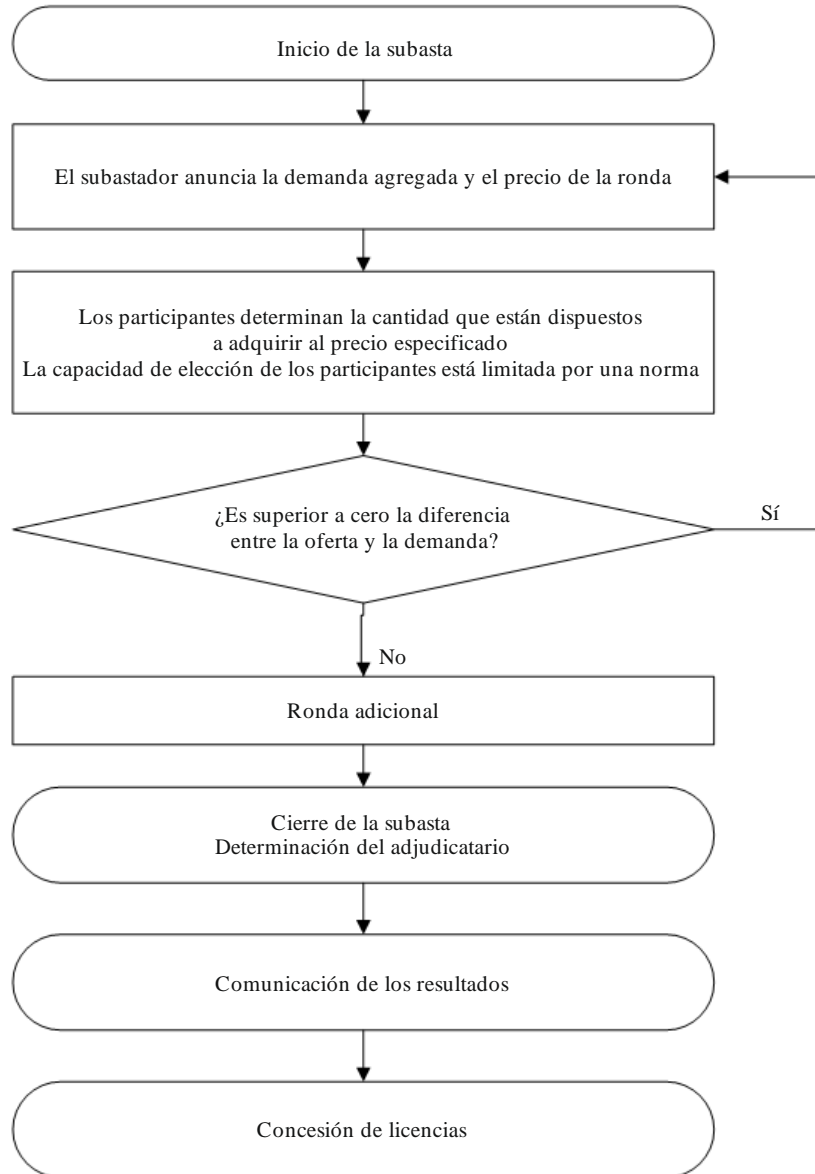 Inicio de la subasta
El subastador anuncia la demanda agregada y el precio de la ronda
Los participantes determinan la cantidad que están dispuestos
a adquirir al precio especificado
La capacidad de elección de los participantes está limitada por una norma
¿Es superior a cero la diferencia
entre la oferta y la demanda?
Sí
No
Ronda adicional
Cierre de la subasta
Determinación del adjudicatario
Comunicación de los resultados
Concesión de licencias